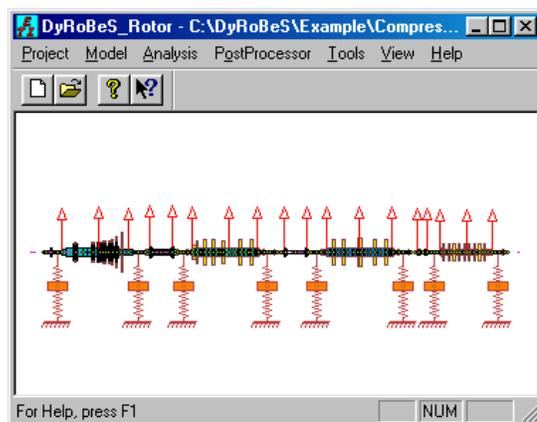 DyRoBeS_Rotor - C:\DyRoBeS\Example\Compres...
Project Model Analysis PostProcessor Tools View Help
For Help, press F1 NUM